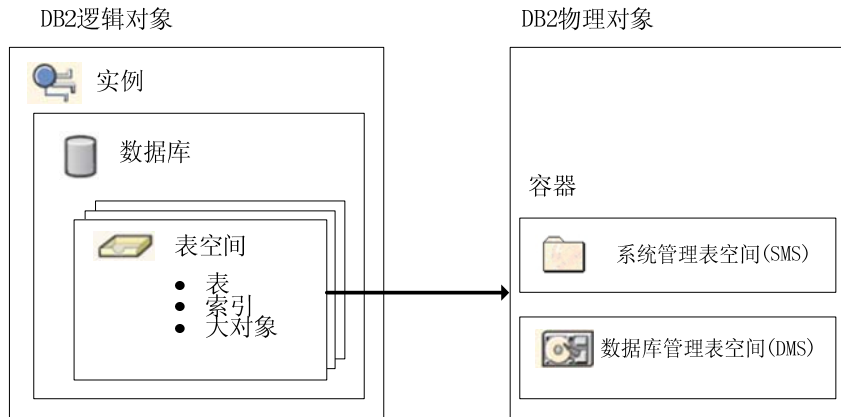 DB2逻辑对象
实例
数据库
表空间
● 表
● 索引
● 大对象
DB2物理对象
容器
系统管理表空间(SMS)
数据库管理表空间(DMS)